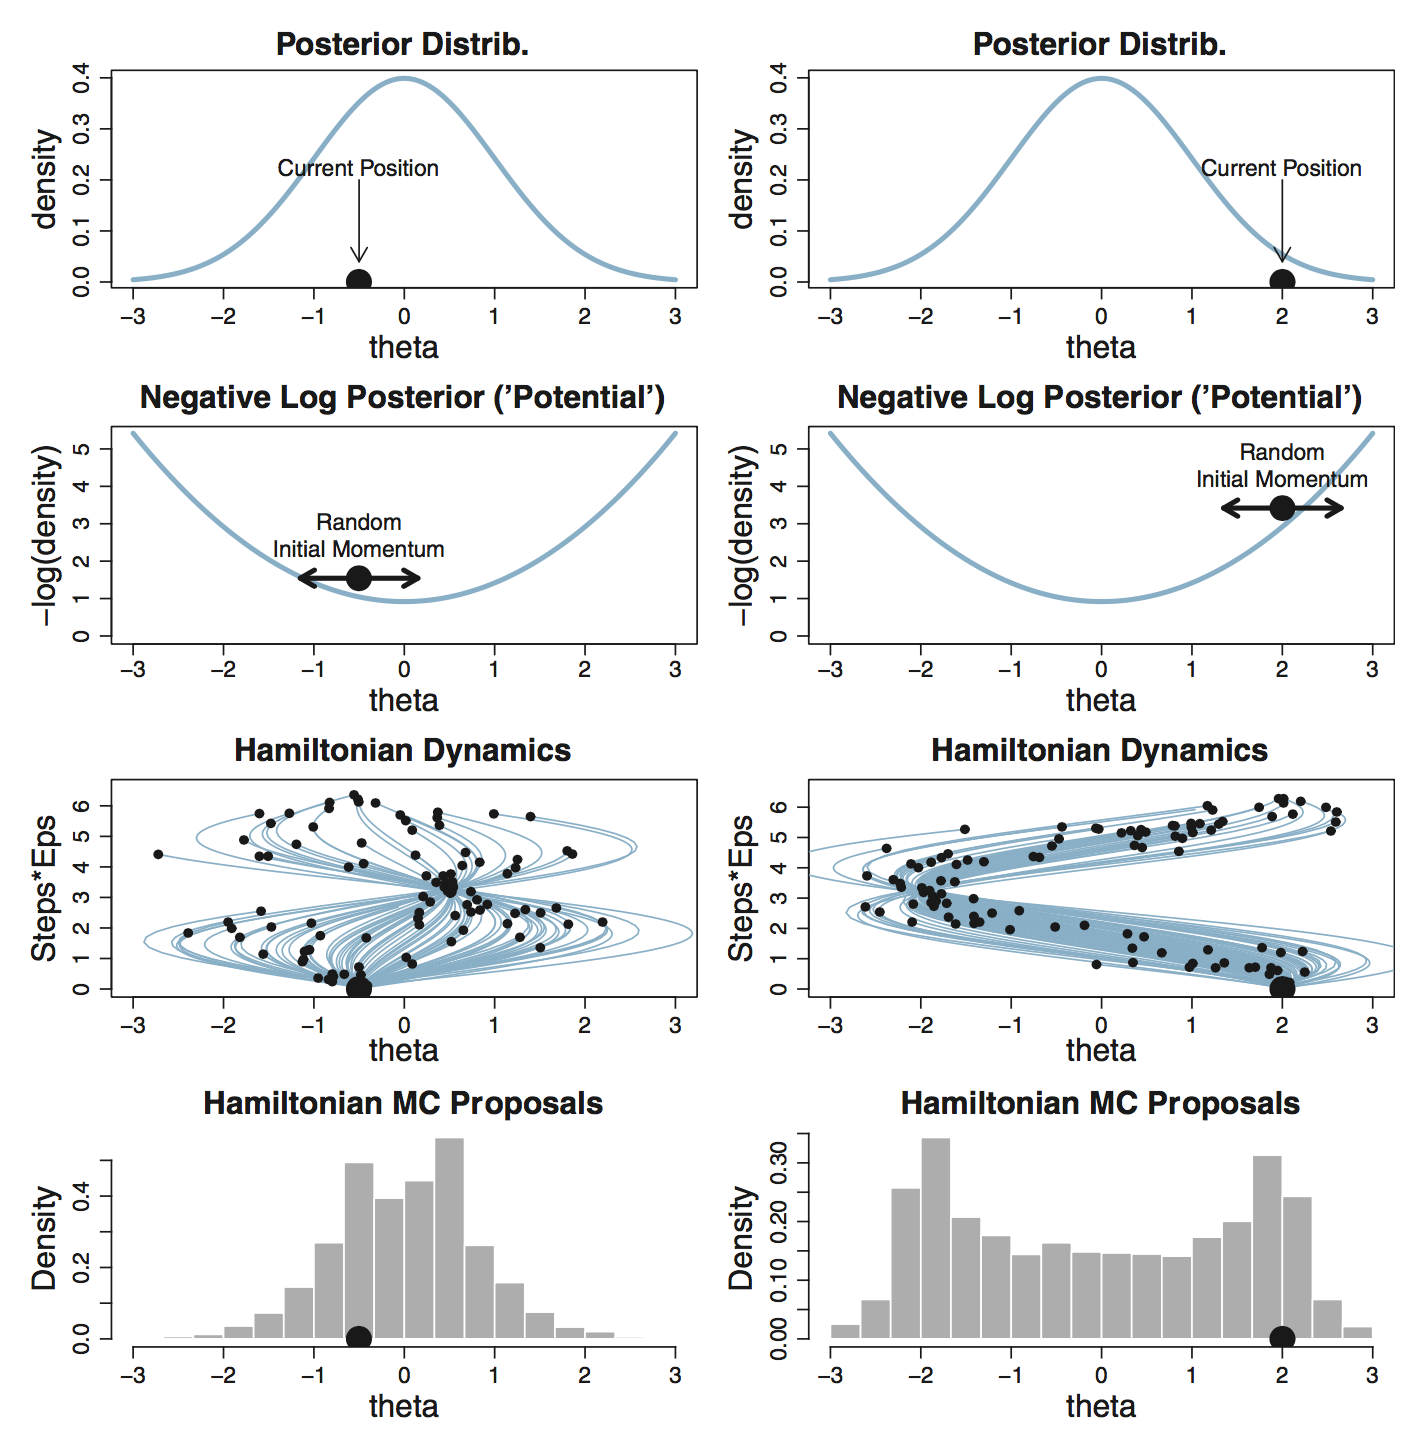 Posterior Distrib.
density
0.0 0.1 0.2 0.3 0.4
Current Position
−3 −2 −1 0 1 2 3
theta
Posterior Distrib.
density
0.0 0.1 0.2 0.3 0.4
Current Position
−3 −2 −1 0 1 2 3
theta
Negative Log Posterior (’Potential’)
−log(density)
0 1 2 3 4 5
Random
Initial Momentum
−3 −2 −1 0 1 2 3
theta
Negative Log Posterior (’Potential’)
−log(density)
0 1 2 3 4 5
Random
Initial Momentum
−3 −2 −1 0 1 2 3
theta
Hamiltonian Dynamics
Steps*Eps
0 1 2 3 4 5 6
−3 −2 −1 0 1 2 3
theta
Hamiltonian Dynamics
Steps*Eps
0 1 2 3 4 5 6
−3 −2 −1 0 1 2 3
theta
Hamiltonian MC Proposals
Density
0.0 0.2 0.4
−3 −2 −1 0 1 2 3
theta
Hamiltonian MC Proposals
Density
0.00 0.10 0.20 0.30
−3 −2 −1 0 1 2 3
theta